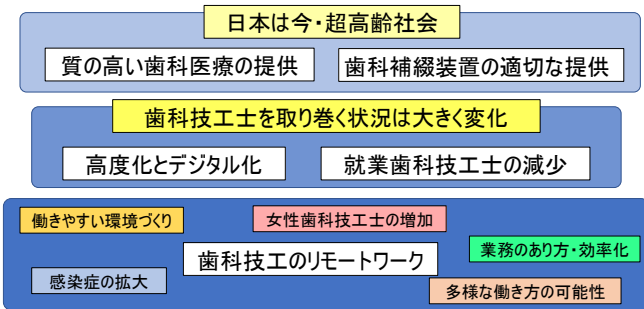 日本は今・超高齢社会
質の高い歯科医療の提供
歯科補綴装置の適切な提供
歯科技工士を取り巻く状況は大きく変化
高度化とデジタル化
就業歯科技工士の減少
働きやすい環境づくり
女性歯科技工士の増加
歯科技工のリモートワーク
業務のあり方・効率化
感染症の拡大
多様な働き方の可能性